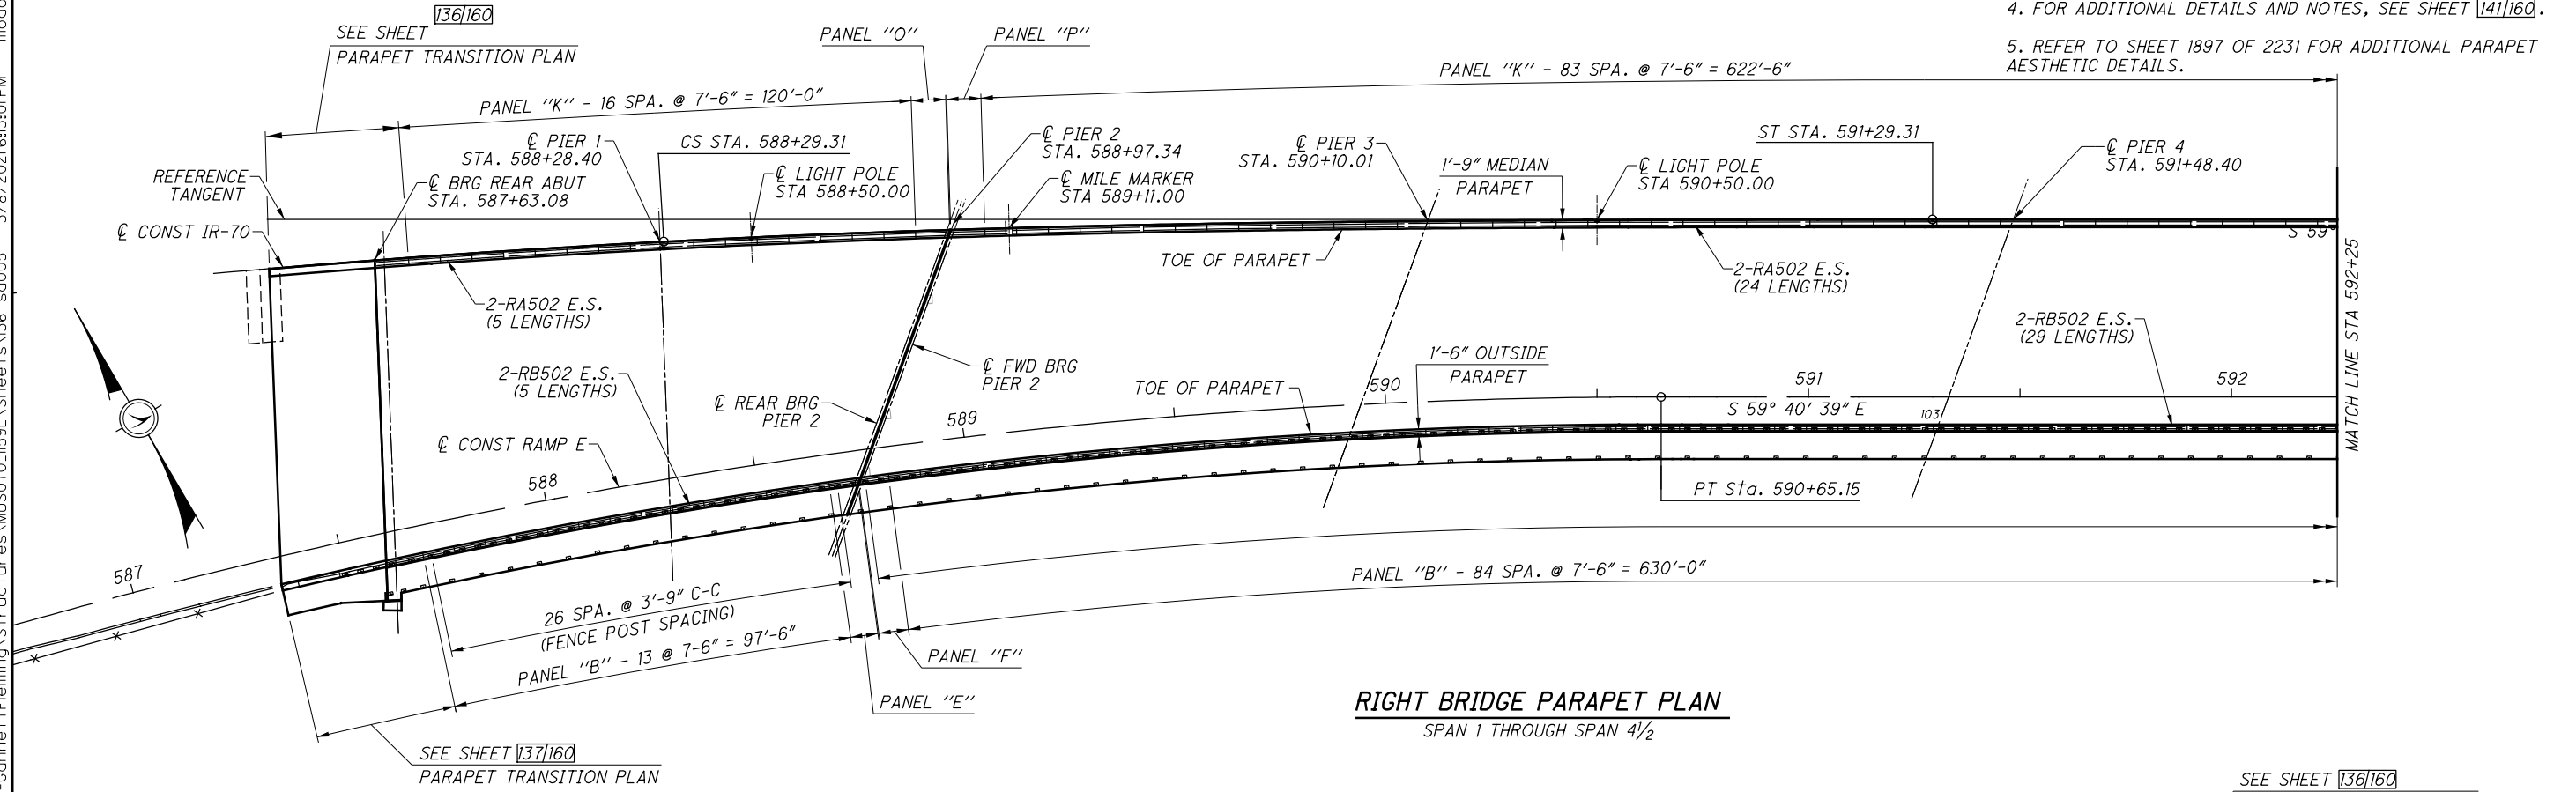 136/160
SEE SHEET
PARAPET TRANSITION PLAN
PANEL "O"
PANEL "P"
4. FOR ADDITIONAL DETAILS AND NOTES, SEE SHEET 141/160.
5. REFER TO SHEET 1897 OF 2231 FOR ADDITIONAL PARAPET
AESTHETIC DETAILS.
PANEL "K" - 83 SPA. @ 7'-6" = 622'-6"
PANEL "K" - 16 SPA. @ 7'-6" = 120'-0"
℄ PIER 1
STA. 588+28.40
CS STA. 588+29.31
℄ PIER 2
STA. 588+97.34
℄ PIER 3
STA. 590+10.01
ST STA. 591+29.31
℄ PIER 4
STA. 591+48.40
REFERENCE
TANGENT
℄ BRG REAR ABUT
STA. 587+63.08
℄ LIGHT POLE
STA 588+50.00
℄ MILE MARKER
STA 589+11.00
1'-9" MEDIAN
PARAPET
℄ LIGHT POLE
STA 590+50.00
℄ CONST IR-70
S 59°
TOE OF PARAPET
2-RA502 E.S.
(24 LENGTHS)
2-RA502 E.S.
(5 LENGTHS)
MATCH LINE STA 592+25
2-RB502 E.S.
(29 LENGTHS)
1'-6" OUTSIDE
PARAPET
℄ FWD BRG
PIER 2
2-RB502 E.S.
(5 LENGTHS)
TOE OF PARAPET
590
591
592
℄ REAR BRG
PIER 2
589
S 59° 40' 39" E
103
℄ CONST RAMP E
588
PT Sta. 590+65.15
587
PANEL "B" - 84 SPA. @ 7'-6" = 630'-0"
26 SPA. @ 3'-9" C-C
(FENCE POST SPACING)
PANEL "B" - 13 @ 7-6" = 97'-6"
PANEL "F"
PANEL "E"
RIGHT BRIDGE PARAPET PLAN
SPAN 1 THROUGH SPAN 4½
SEE SHEET 137/160
PARAPET TRANSITION PLAN
SEE SHEET 136/160